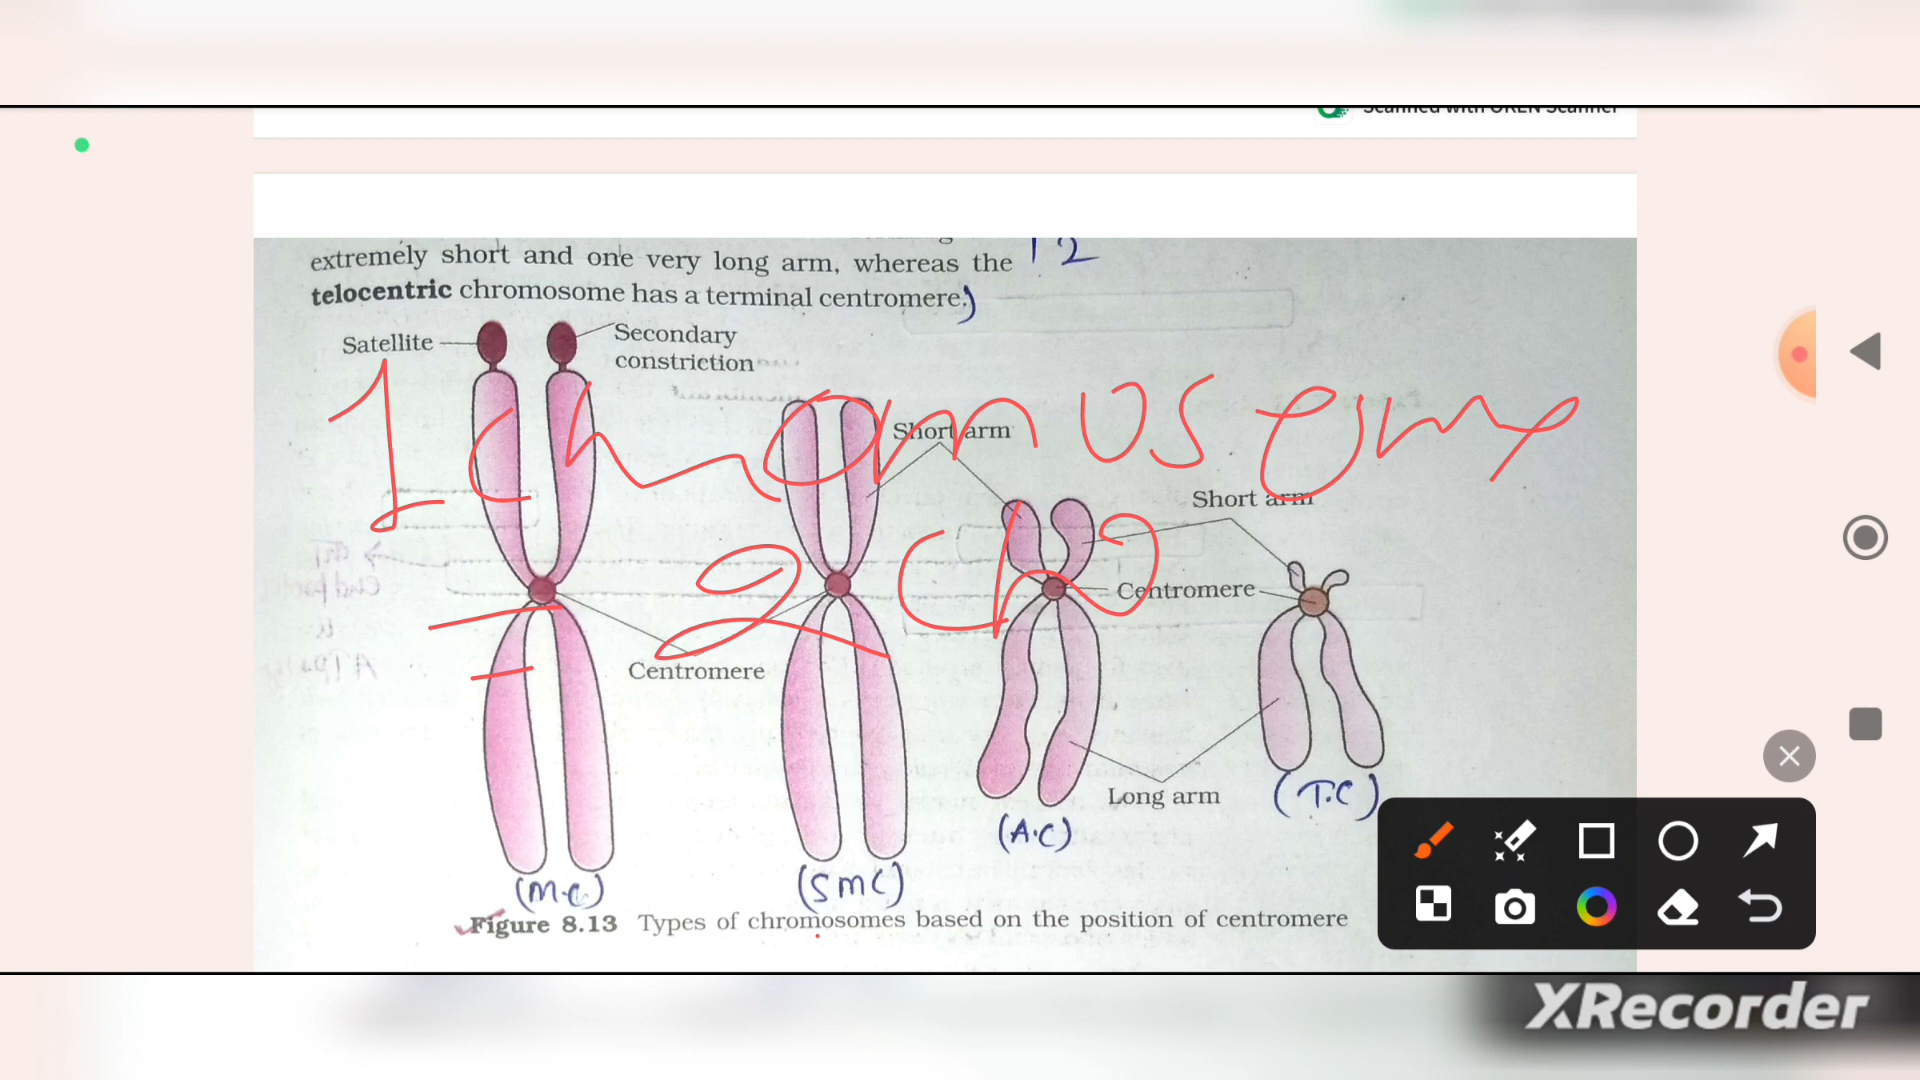 extremely short and one very long arm, whereas the
12
telocentric chromosome has a terminal centromere.)
Satellite
Secondary
constriction
1 chromosome
Short arm
Short arm
2 ch
Centromere
Centromere
Long arm
(T.C)
(A.C)
(M.C)
(SMC)
Figure 8.13 Types of chromosomes based on the position of centromere
XRecorder